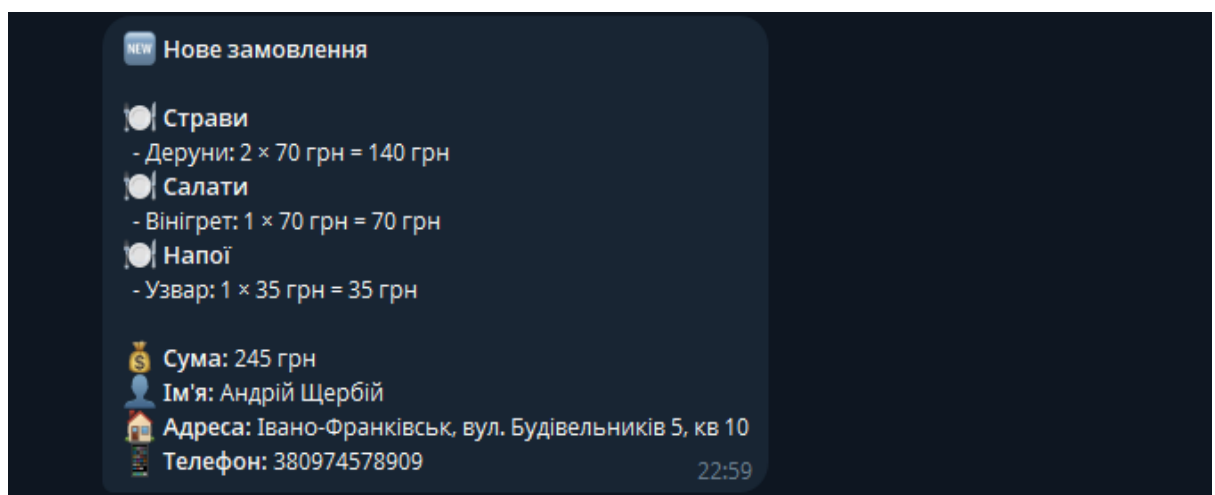 🆕 Нове замовлення
🍽️ Страви
- Деруни: 2 × 70 грн = 140 грн
🍽️ Салати
- Вінігрет: 1 × 70 грн = 70 грн
🍽️ Напої
- Узвар: 1 × 35 грн = 35 грн
💰 Сума: 245 грн
👤 Ім'я: Андрій Щербій
🏠 Адреса: Івано-Франківськ, вул. Будівельників 5, кв 10
📱 Телефон: 380974578909
22:59